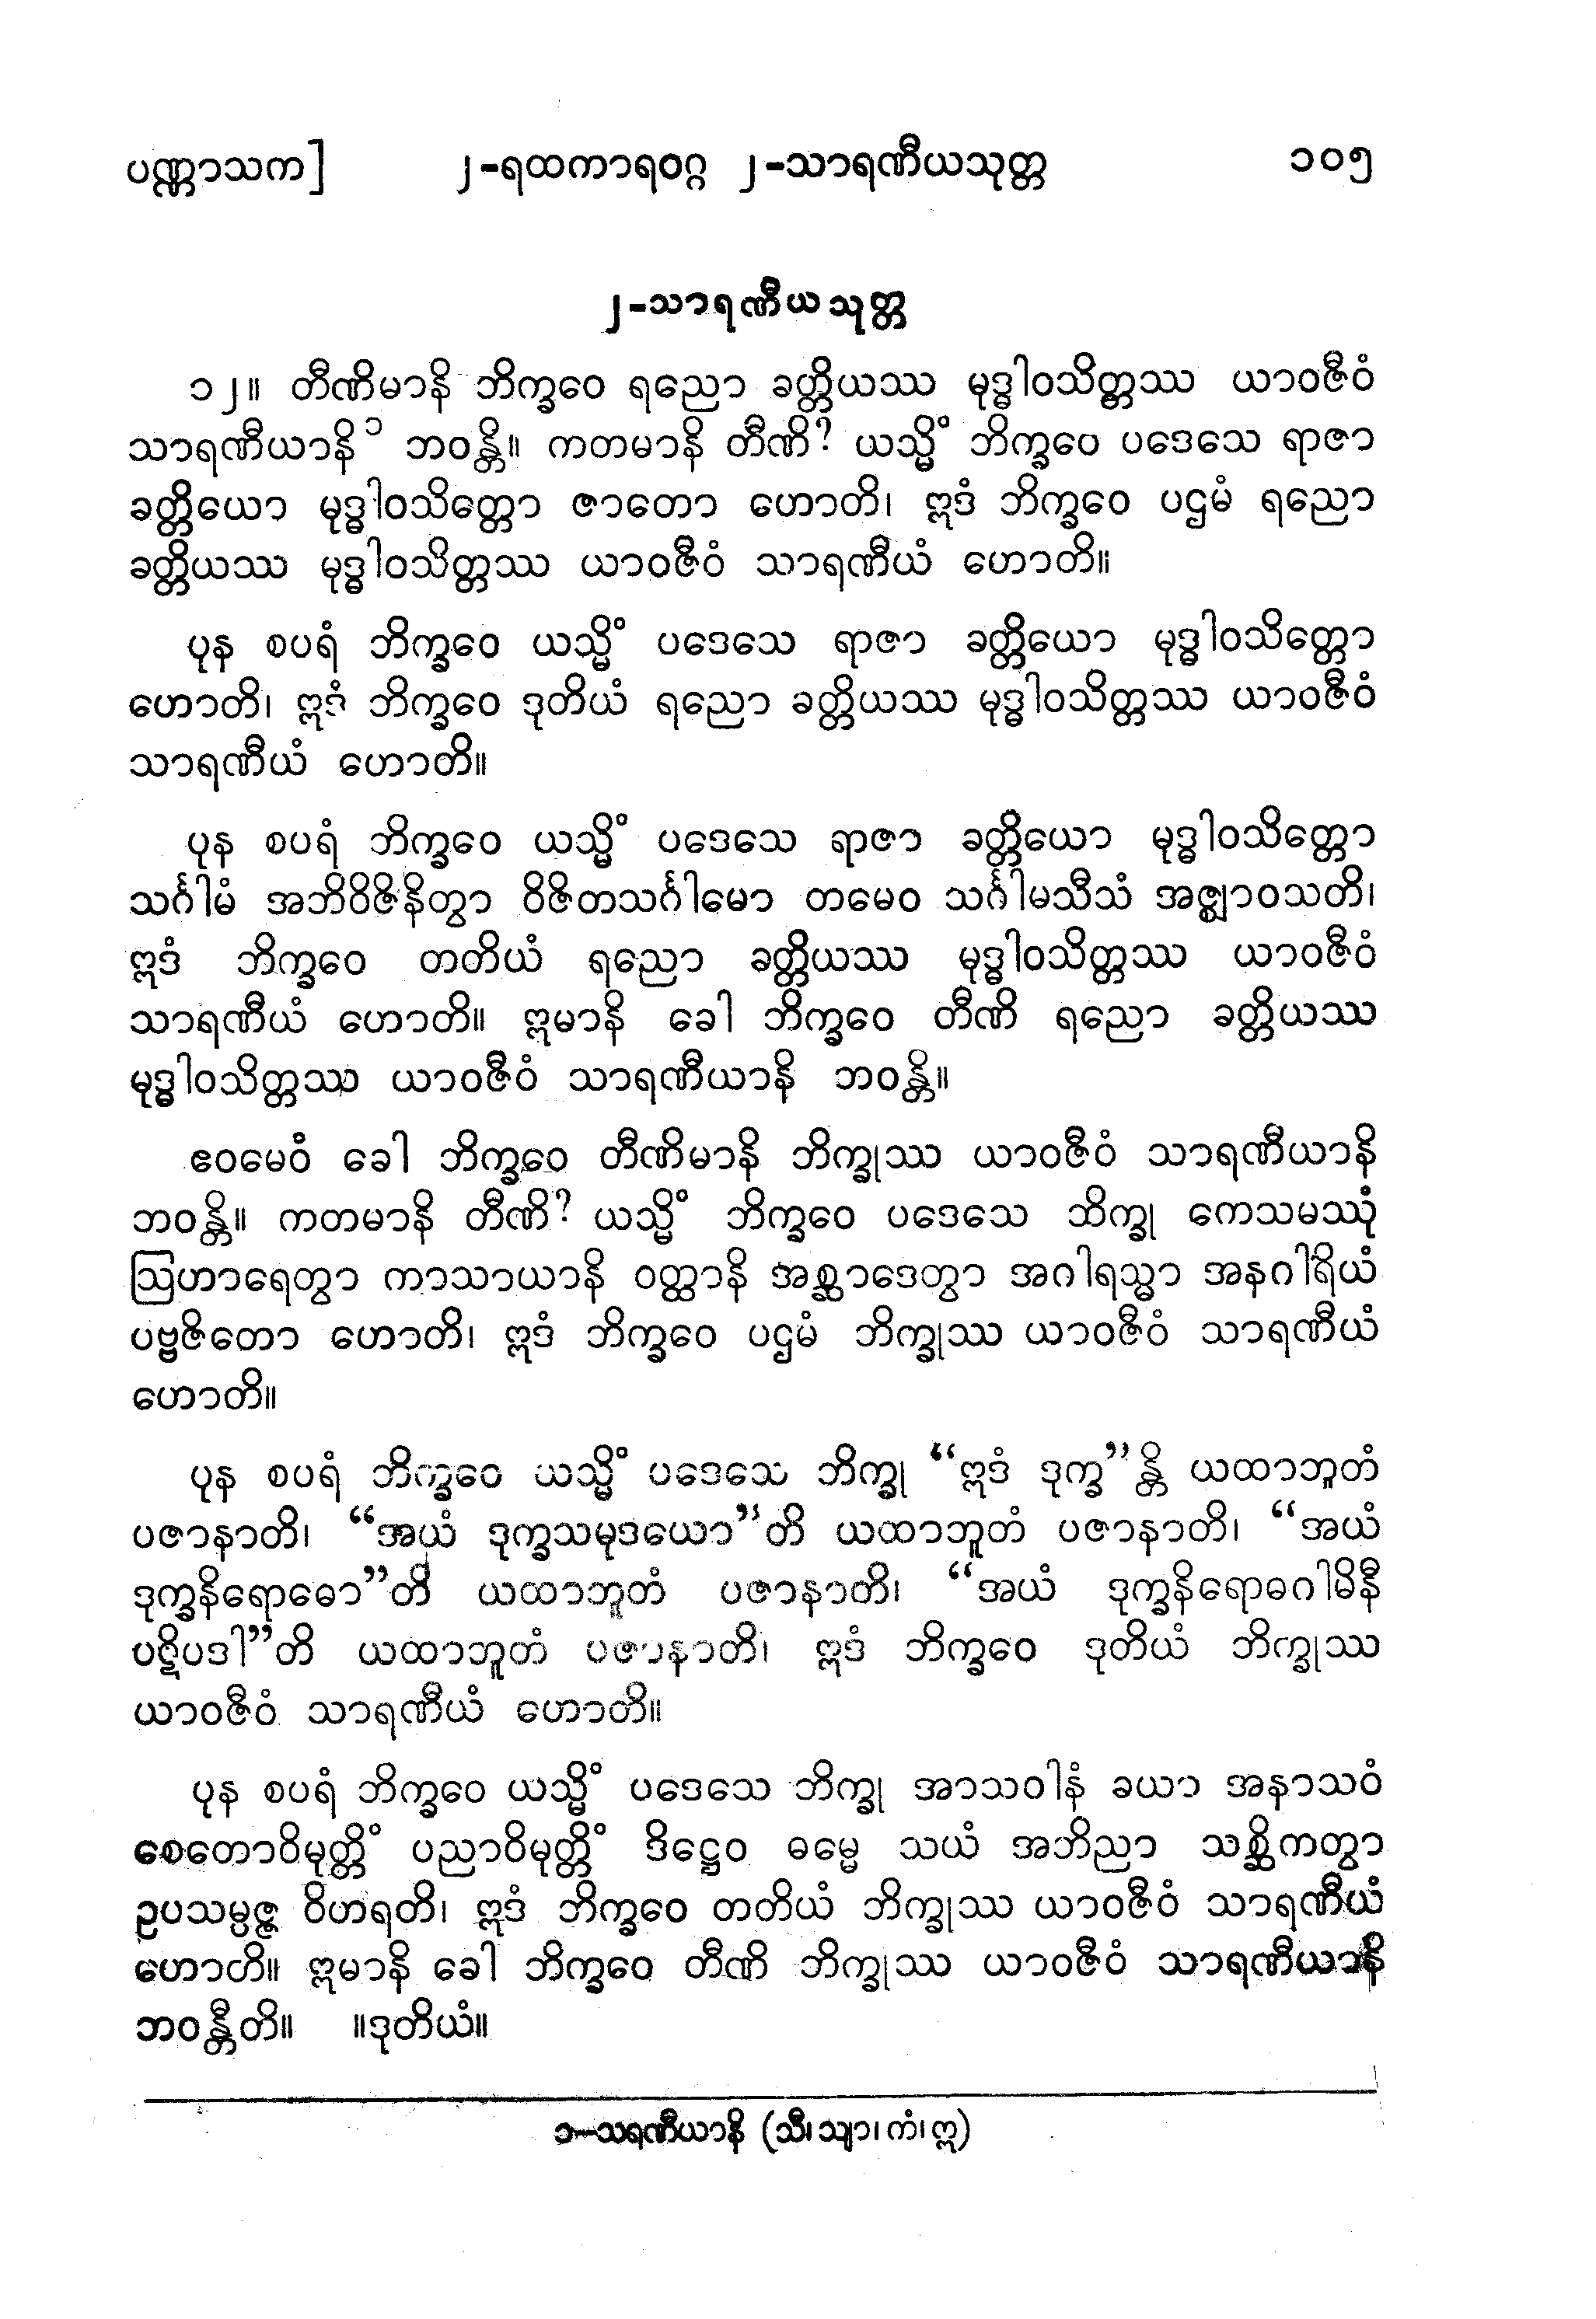 ပဏ္ဏာသက] ၂-ရထကာရဝဂ္ဂ ၂-သာရဏီယသုတ္တ ၁၀၅
၂-သာရဏီယသုတ္တ
၁၂။ တီဏိမာနိ ဘိက္ခဝေ ရညော ခတ္တိယဿ မုဒ္ဓါဝသိတ္တဿ ယာဝဇီဝံ
သာရဏီယာနိ ၁ ဘဝန္တိ။ ကတမာနိ တီဏိ? ယသ္မိံ ဘိက္ခဝေ ပဒေသေ ရာဇာ
ခတ္တိယော မုဒ္ဓါဝသိတ္တော ဇာတော ဟောတိ၊ ဣဒံ ဘိက္ခဝေ ပဌမံ ရညော
ခတ္တိယဿ မုဒ္ဓါဝသိတ္တဿ ယာဝဇီဝံ သာရဏီယံ ဟောတိ။
ပုန စပရံ ဘိက္ခဝေ ယသ္မိံ ပဒေသေ ရာဇာ ခတ္တိယော မုဒ္ဓါဝသိတ္တော
ဟောတိ၊ ဣဒံ ဘိက္ခဝေ ဒုတိယံ ရညော ခတ္တိယဿ မုဒ္ဓါဝသိတ္တဿ ယာဝဇီဝံ
သာရဏီယံ ဟောတိ။
ပုန စပရံ ဘိက္ခဝေ ယသ္မိံ ပဒေသေ ရာဇာ ခတ္တိယော မုဒ္ဓါဝသိတ္တော
သင်္ဂါမံ အဘိဝိဇိနိတွာ ဝိဇိတသင်္ဂါမော တမေဝ သင်္ဂါမသီသံ အဇ္ဈာဝသတိ၊
ဣဒံ ဘိက္ခဝေ တတိယံ ရညော ခတ္တိယဿ မုဒ္ဓါဝသိတ္တဿ ယာဝဇီဝံ
သာရဏီယံ ဟောတိ။ ဣမာနိ ခေါ ဘိက္ခဝေ တီဏိ ရညော ခတ္တိယဿ
မုဒ္ဓါဝသိတ္တဿ ယာဝဇီဝံ သာရဏီယာနိ ဘဝန္တိ။
ဧဝမေဝံ ခေါ ဘိက္ခဝေ တီဏိမာနိ ဘိက္ခုဿ ယာဝဇီဝံ သာရဏီယာနိ
ဘဝန္တိ။ ကတမာနိ တီဏိ? ယသ္မိံ ဘိက္ခဝေ ပဒေသေ ဘိက္ခု ကေသမဿုံ
ဩဟာရေတွာ ကာသာယာနိ ဝတ္ထာနိ အစ္ဆာဒေတွာ အဂါရသ္မာ အနဂါရိယံ
ပဗ္ဗဇိတော ဟောတိ၊ ဣဒံ ဘိက္ခဝေ ပဌမံ ဘိက္ခုဿ ယာဝဇီဝံ သာရဏီယံ
ဟောတိ။
ပုန စပရံ ဘိက္ခဝေ ယသ္မိံ ပဒေသေ ဘိက္ခု “ဣဒံ ဒုက္ခ”န္တိ ယထာဘူတံ
ပဇာနာတိ၊ “အယံ ဒုက္ခသမုဒယော”တိ ယထာဘူတံ ပဇာနာတိ၊ “အယံ
ဒုက္ခနိရောဓော”တိ ယထာဘူတံ ပဇာနာတိ၊ “အယံ ဒုက္ခနိရောဓဂါမိနီ
ပဋိပဒါ”တိ ယထာဘူတံ ပဇာနာတိ၊ ဣဒံ ဘိက္ခဝေ ဒုတိယံ ဘိက္ခုဿ
ယာဝဇီဝံ သာရဏီယံ ဟောတိ။
ပုန စပရံ ဘိက္ခဝေ ယသ္မိံ ပဒေသေ ဘိက္ခု အာသဝါနံ ခယာ အနာသဝံ
စေတောဝိမုတ္တိံ ပညာဝိမုတ္တိံ ဒိဋ္ဌေဝ ဓမ္မေ သယံ အဘိညာ သစ္ဆိကတွာ
ဥပသမ္ပဇ္ဇ ဝိဟရတိ၊ ဣဒံ ဘိက္ခဝေ တတိယံ ဘိက္ခုဿ ယာဝဇီဝံ သာရဏီယံ
ဟောတိ။ ဣမာနိ ခေါ ဘိက္ခဝေ တီဏိ ဘိက္ခုဿ ယာဝဇီဝံ သာရဏီယာနိ
ဘဝန္တီတိ။ ။ဒုတိယံ။
၁—သရဏီယာနိ (သီ၊ သျာ၊ ကံ၊ ဣ)